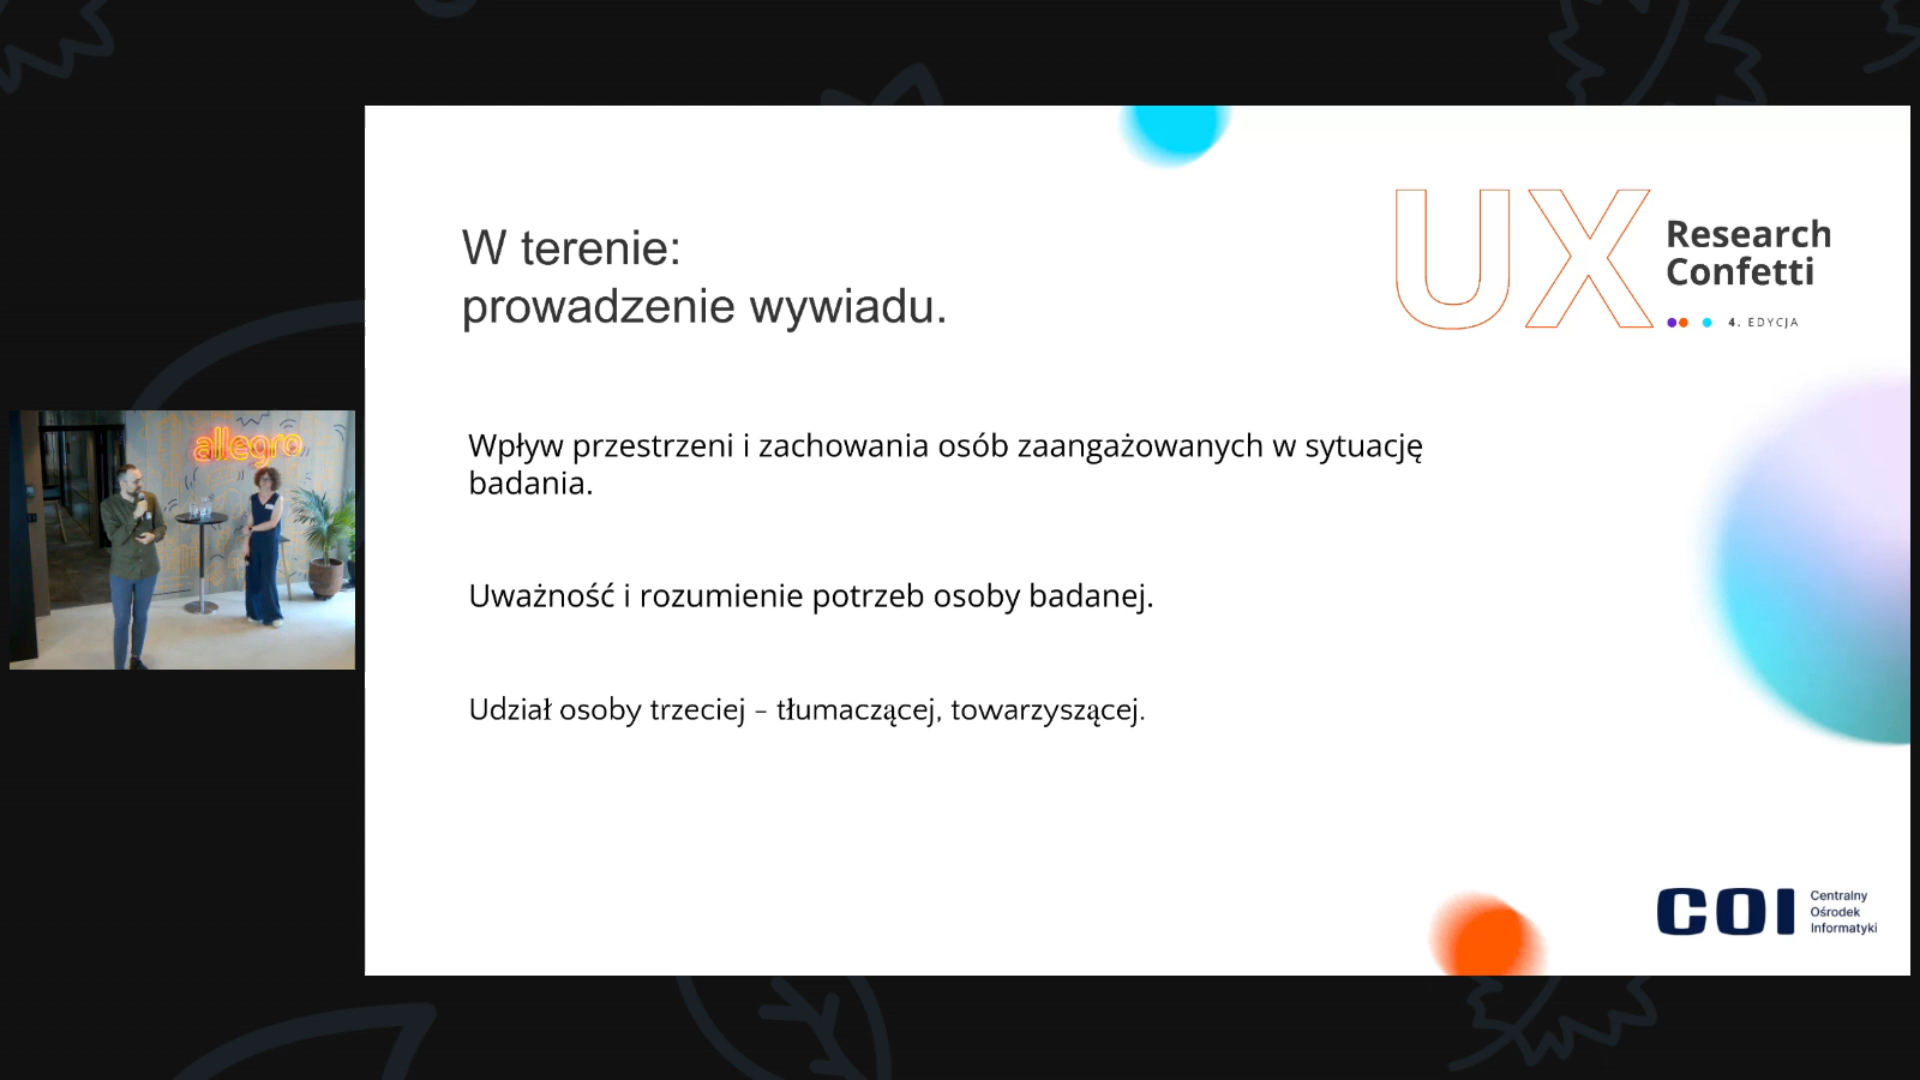 W terenie:
prowadzenie wywiadu.
UX
Research
Confetti
4. EDYCJA
allegro
Wpływ przestrzeni i zachowania osób zaangażowanych w sytuację
badania.
Uważność i rozumienie potrzeb osoby badanej.
Udział osoby trzeciej – tłumaczącej, towarzyszącej.
COI
Centralny
Ośrodek
Informatyki